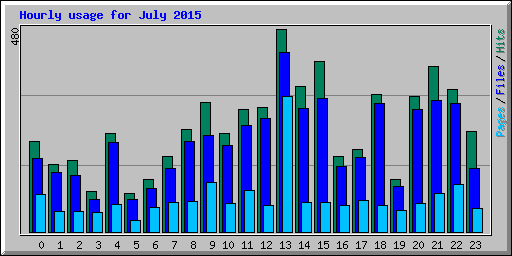 Hourly usage for July 2015
480
Pages / Files / Hits
0 1 2 3 4 5 6 7 8 9 10 11 12 13 14 15 16 17 18 19 20 21 22 23